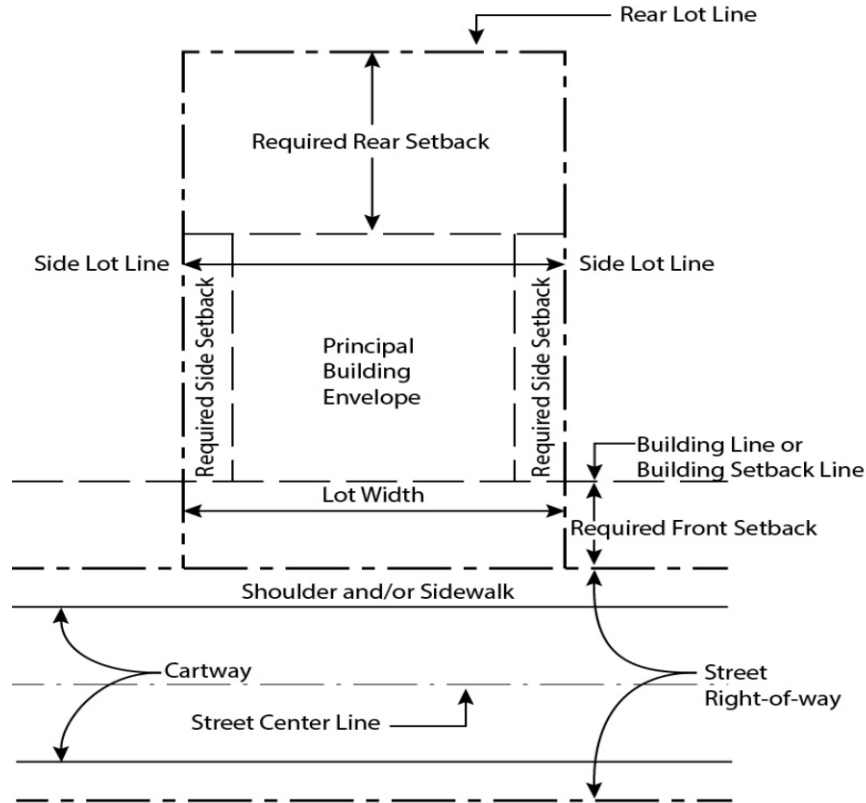 Rear Lot Line
Required Rear Setback
Side Lot Line
Side Lot Line
Required Side Setback
Principal
Building
Envelope
Required Side Setback
Building Line or
Building Setback Line
Lot Width
Required Front Setback
Shoulder and/or Sidewalk
Cartway
Street
Right-of-way
Street Center Line